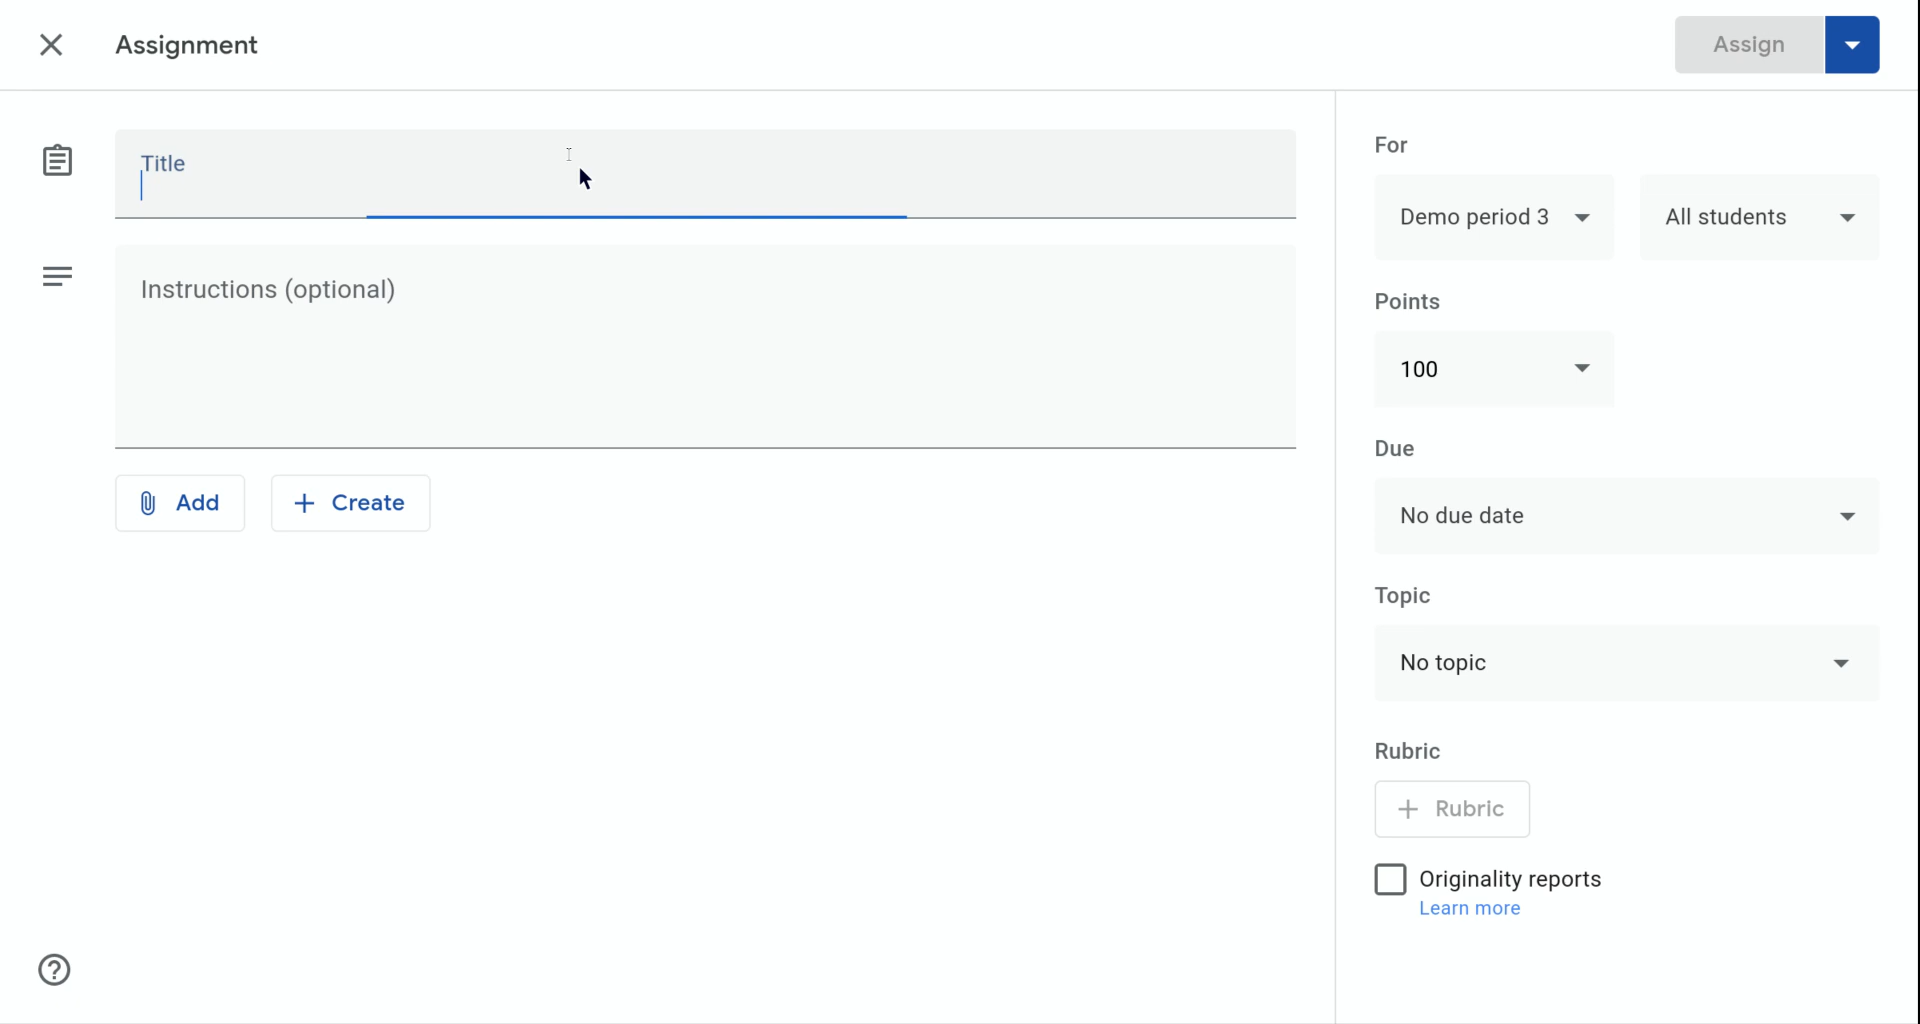 Assignment
Assign
Title
Instructions (optional)
Add
Create
For
Demo period 3
All students
Points
100
Due
No due date
Topic
No topic
Rubric
Rubric
Originality reports
Learn more